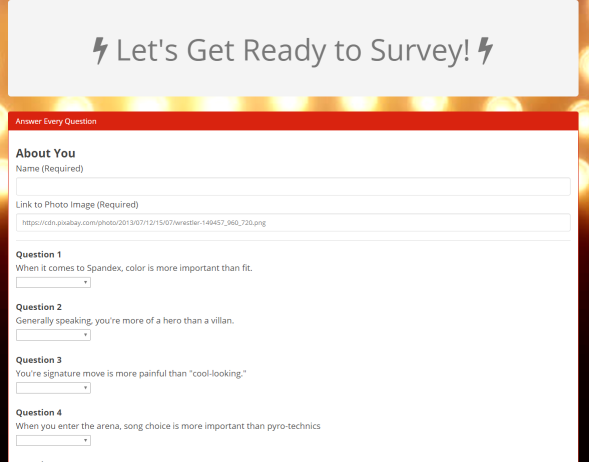 Let's Get Ready to Survey!
Answer Every Question
About You
Name (Required)
Link to Photo Image (Required)
https://cdn.pixabay.com/photo/2013/07/12/15/07/wrestler-149457_960_720.png
Question 1
When it comes to Spandex, color is more important than fit.
Question 2
Generally speaking, you're more of a hero than a villan.
Question 3
You're signature move is more painful than "cool-looking."
Question 4
When you enter the arena, song choice is more important than pyro-technics